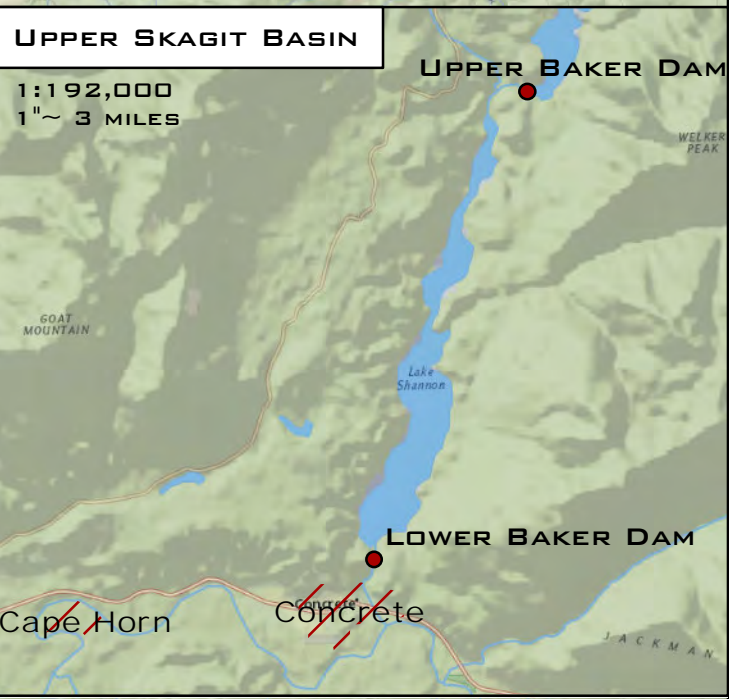 UPPER SKAGIT BASIN
1:192,000
1"~ 3 MILES
UPPER BAKER DAM
WELKER
PEAK
GOAT
MOUNTAIN
Lake
Shannon
LOWER BAKER DAM
Concrete
Concrete
Cape Horn
JACKMAN